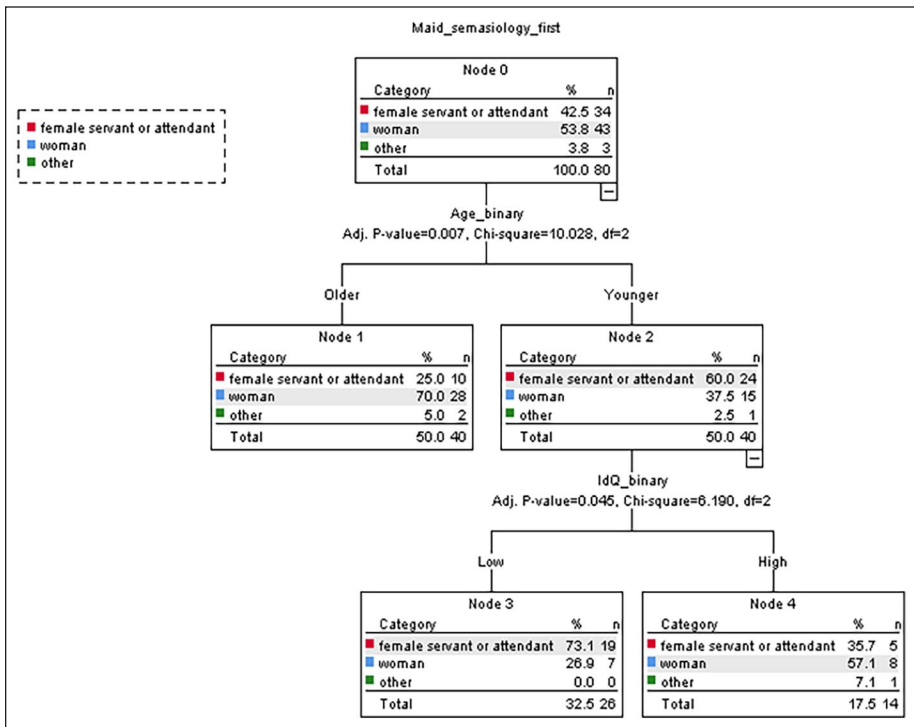 Maid_semasiology_first
female servant or attendant
woman
other
Node 0
Category % n
female servant or attendant 42.5 34
woman 53.8 43
other 3.8 3
Total 100.0 80
Age_binary
Adj. P-value=0.007, Chi-square=10.028, df=2
Older
Younger
Node 1
Category % n
female servant or attendant 25.0 10
woman 70.0 28
other 5.0 2
Total 50.0 40
Node 2
Category % n
female servant or attendant 60.0 24
woman 37.5 15
other 2.5 1
Total 50.0 40
IdQ_binary
Adj. P-value=0.045, Chi-square=6.190, df=2
Low
High
Node 3
Category % n
female servant or attendant 73.1 19
woman 26.9 7
other 0.0 0
Total 32.5 26
Node 4
Category % n
female servant or attendant 35.7 5
woman 57.1 8
other 7.1 1
Total 17.5 14